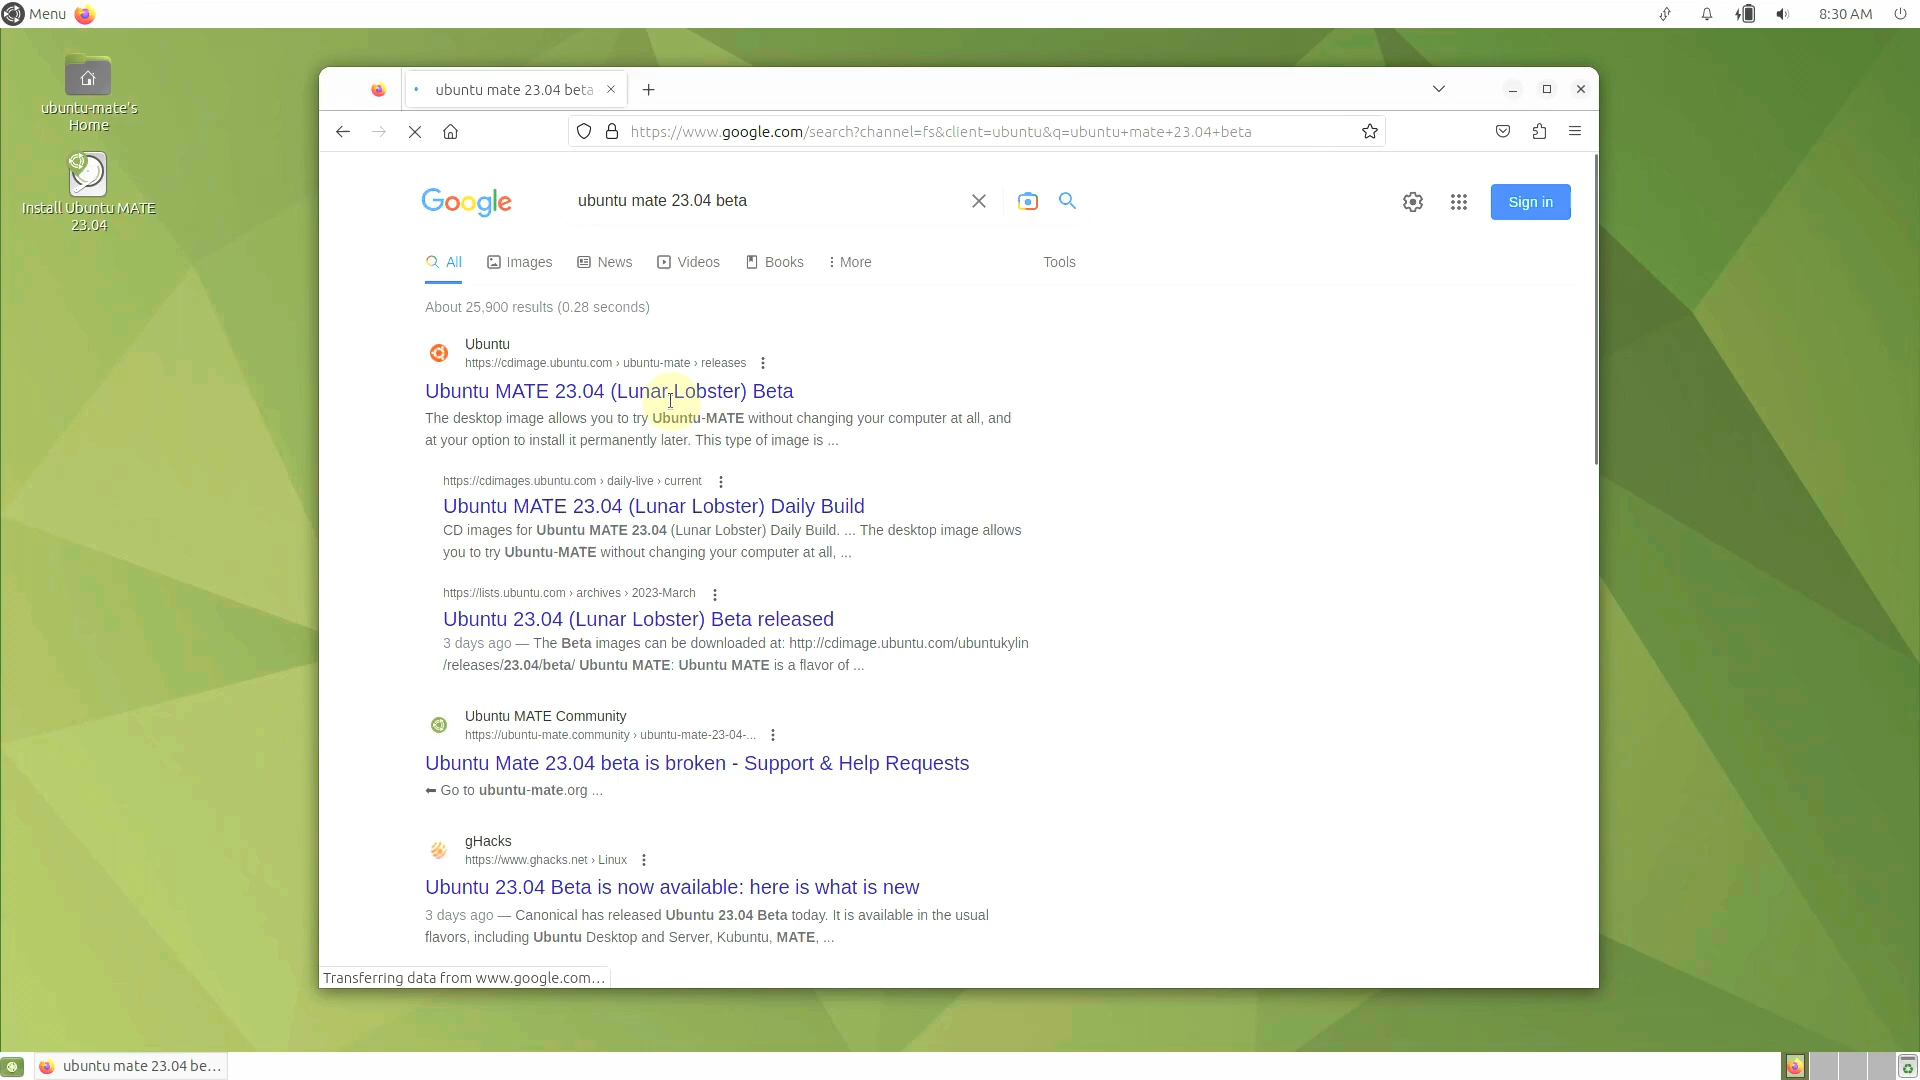 Menu
8:30 AM
ubuntu-mate's
Home
Install Ubuntu MATE
23.04
ubuntu mate 23.04 beta
https://www.google.com/search?channel=fs&client=ubuntu&q=ubuntu+mate+23.04+beta
Google
ubuntu mate 23.04 beta
Sign in
All
Images
News
Videos
Books
More
Tools
About 25,900 results (0.28 seconds)
Ubuntu
https://cdimage.ubuntu.com › ubuntu-mate › releases
Ubuntu MATE 23.04 (Lunar Lobster) Beta
The desktop image allows you to try Ubuntu-MATE without changing your computer at all, and
at your option to install it permanently later. This type of image is ...
https://cdimages.ubuntu.com › daily-live › current
Ubuntu MATE 23.04 (Lunar Lobster) Daily Build
CD images for Ubuntu MATE 23.04 (Lunar Lobster) Daily Build. ... The desktop image allows
you to try Ubuntu-MATE without changing your computer at all, ...
https://lists.ubuntu.com › archives › 2023-March
Ubuntu 23.04 (Lunar Lobster) Beta released
3 days ago — The Beta images can be downloaded at: http://cdimage.ubuntu.com/ubuntukylin
/releases/23.04/beta/ Ubuntu MATE: Ubuntu MATE is a flavor of ...
Ubuntu MATE Community
https://ubuntu-mate.community › ubuntu-mate-23-04-...
Ubuntu Mate 23.04 beta is broken - Support & Help Requests
⬅ Go to ubuntu-mate.org ...
gHacks
https://www.ghacks.net › Linux
Ubuntu 23.04 Beta is now available: here is what is new
3 days ago — Canonical has released Ubuntu 23.04 Beta today. It is available in the usual
flavors, including Ubuntu Desktop and Server, Kubuntu, MATE, ...
Transferring data from www.google.com...
ubuntu mate 23.04 be...